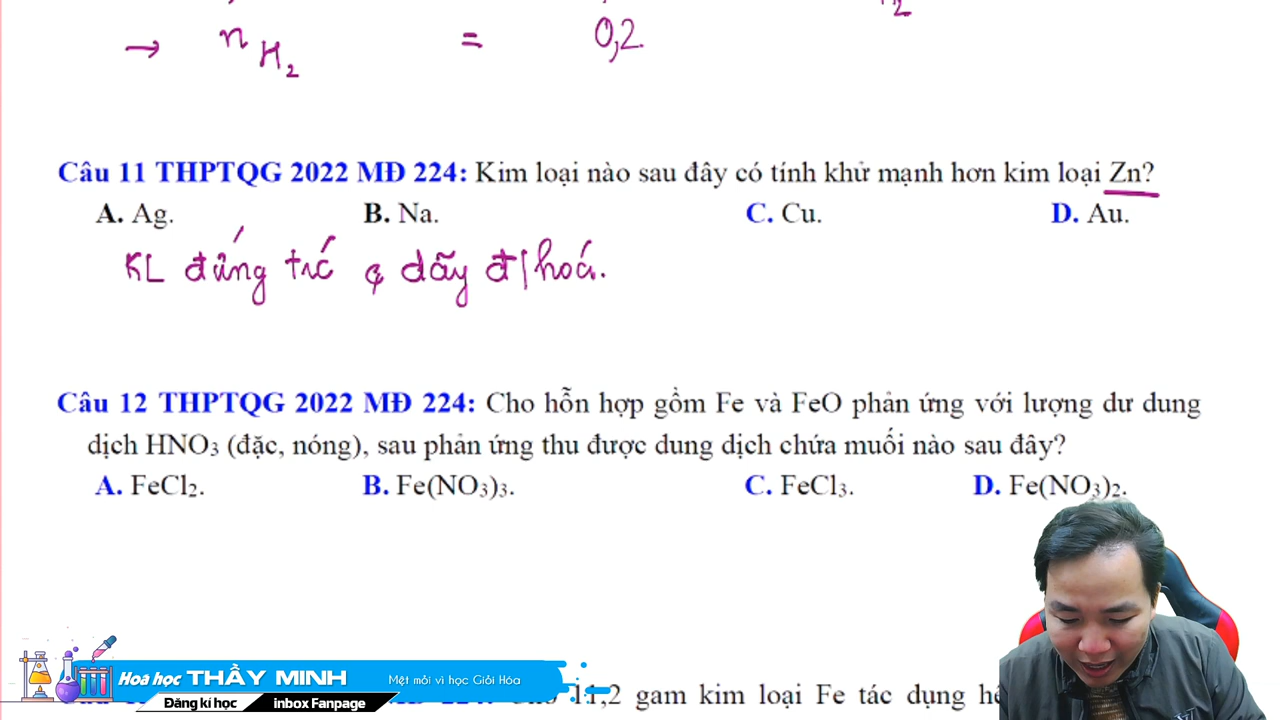 → n H₂ = 0,2
Câu 11 THPTQG 2022 MĐ 224: Kim loại nào sau đây có tính khử mạnh hơn kim loại Zn?
A. Ag. B. Na. C. Cu. D. Au.
KL đứng trc dãy đ|hoá.
Câu 12 THPTQG 2022 MĐ 224: Cho hỗn hợp gồm Fe và FeO phản ứng với lượng dư dung
dịch HNO₃ (đặc, nóng), sau phản ứng thu được dung dịch chứa muối nào sau đây?
A. FeCl₂. B. Fe(NO₃)₃. C. FeCl₃. D. Fe(NO₃)₂.
Hoá học THẦY MINH Mệt mỏi vì học Giỏi Hóa
Đăng kí học inbox Fanpage
11,2 gam kim loại Fe tác dụng